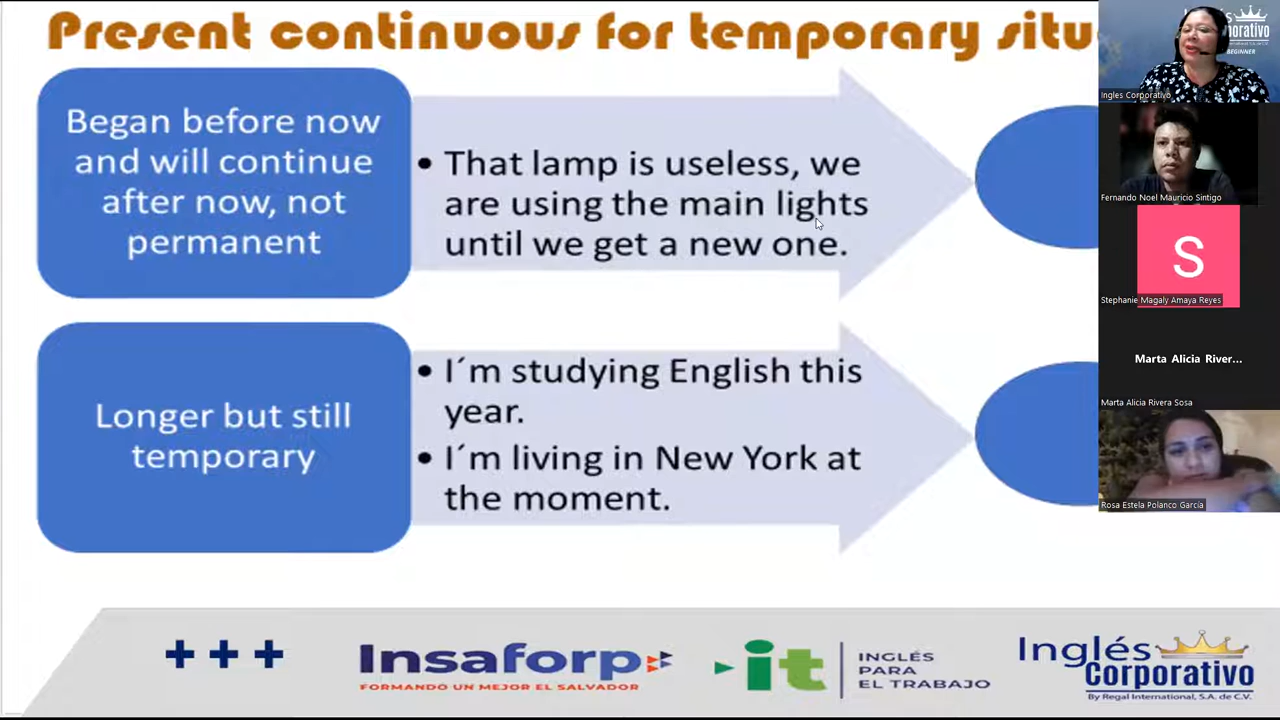 Present continuous for temporary situ
Began before now
and will continue
after now, not
permanent
• That lamp is useless, we
are using the main lights
until we get a new one.
Longer but still
temporary
• I´m studying English this
year.
• I´m living in New York at
the moment.
+++
Insaforp
FORMANDO UN MEJOR EL SALVADOR
it
INGLÉS
PARA
EL TRABAJO
Inglés
Corporativo
By Regal International, S.A. de C.V.
BEGINNER
Ingles Corporativo
Fernando Noel Mauricio Sintigo
S
Stephanie Magaly Amaya Reyes
Marta Alicia River...
Marta Alicia Rivera Sosa
Rosa Estela Polanco García